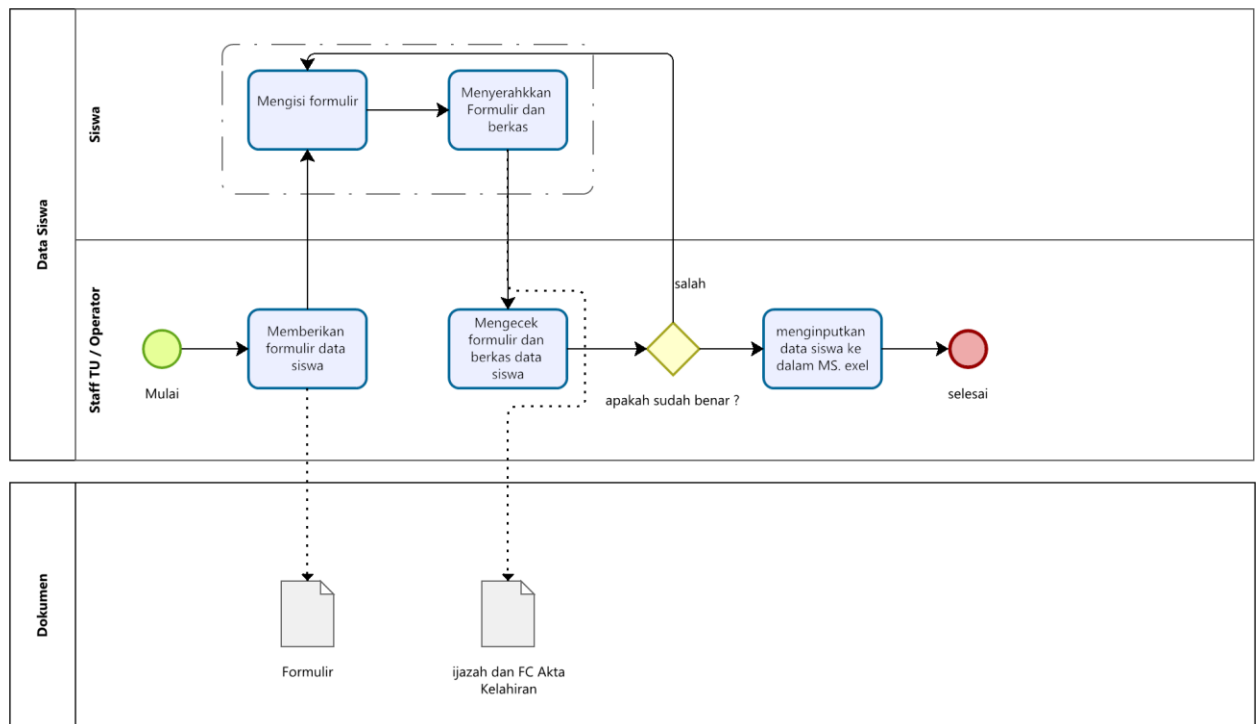 Data Siswa
Siswa
Mengisi formulir
Menyerahkkan
Formulir dan
berkas
Staff TU / Operator
Mulai
Memberikan
formulir data
siswa
Mengecek
formulir dan
berkas data
siswa
salah
apakah sudah benar ?
menginputkan
data siswa ke
dalam MS. exel
selesai
Dokumen
Formulir
ijazah dan FC Akta
Kelahiran